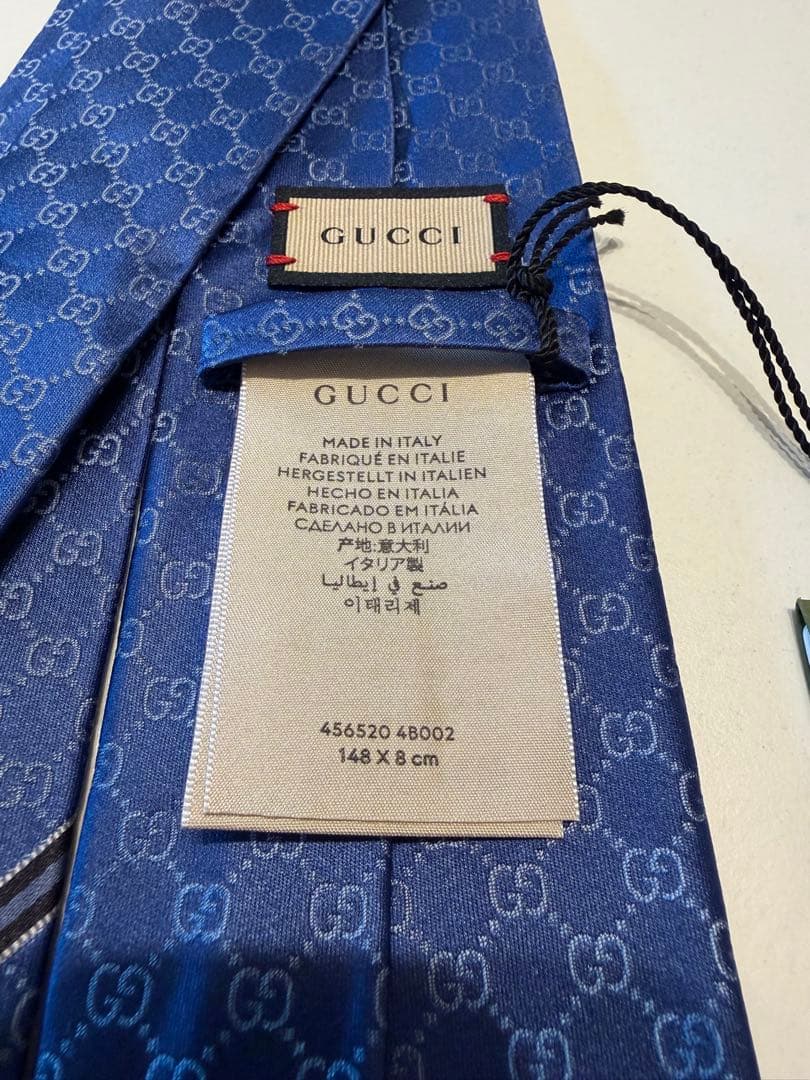 GUCCI
GUCCI
MADE IN ITALY
FABRIQUÉ EN ITALIE
HERGESTELLT IN ITALIEN
HECHO EN ITALIA
FABRICADO EM ITÁLIA
СДЕЛАНО В ИТАЛИИ
产地:意大利
イタリア製
صنع في إيطاليا
이태리제
456520 4B002
148 X 8 cm